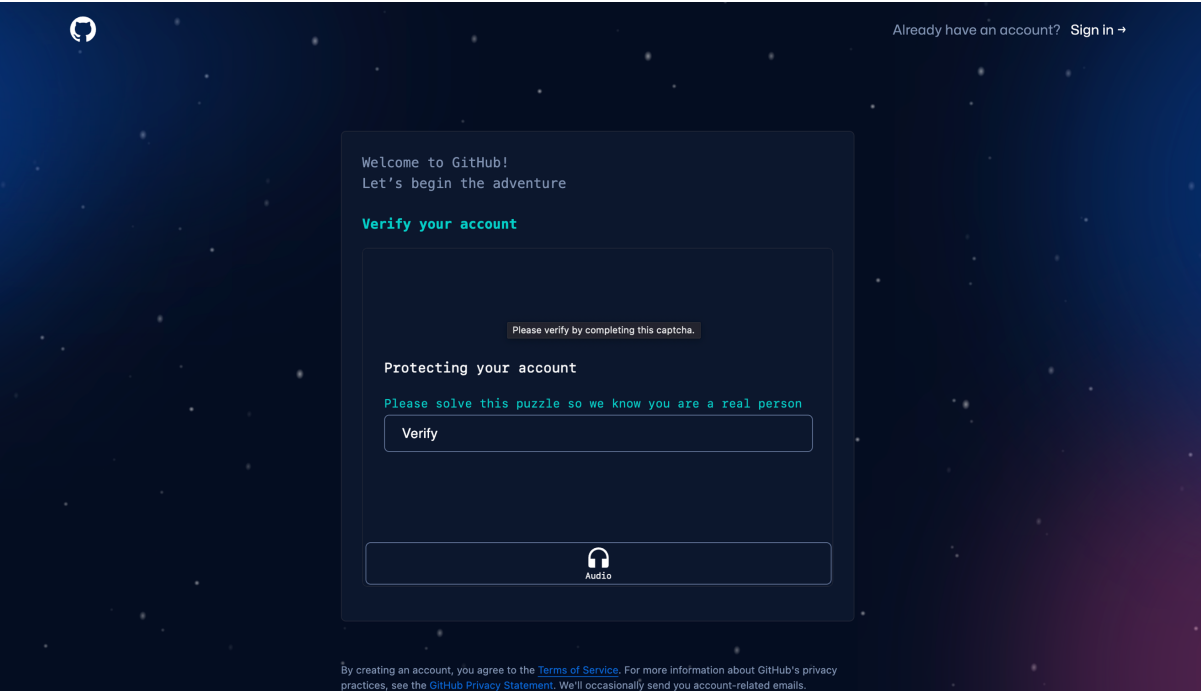 Already have an account? Sign in →
Welcome to GitHub!
Let’s begin the adventure
Verify your account
Please verify by completing this captcha.
Protecting your account
Please solve this puzzle so we know you are a real person
Verify
Audio
By creating an account, you agree to the Terms of Service. For more information about GitHub's privacy
practices, see the GitHub Privacy Statement. We'll occasionally send you account-related emails.